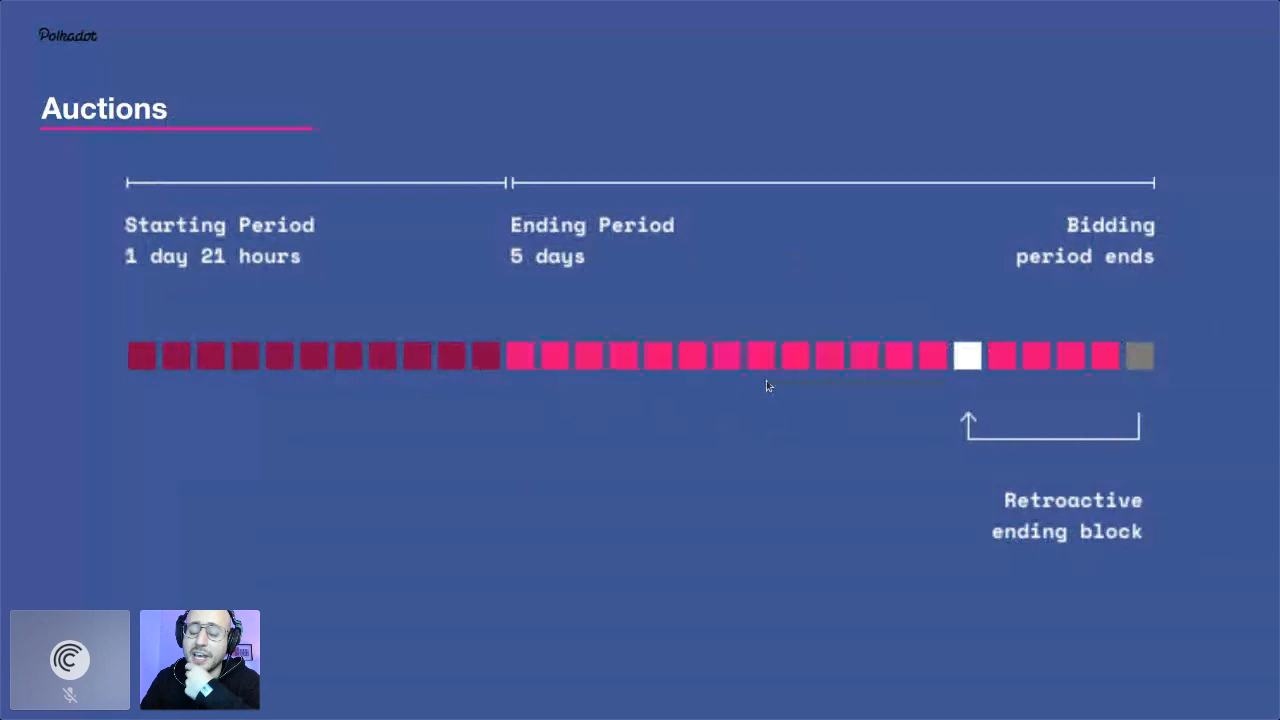 Polkadot
Auctions
Starting Period
1 day 21 hours
Ending Period
5 days
Bidding
period ends
Retroactive
ending block